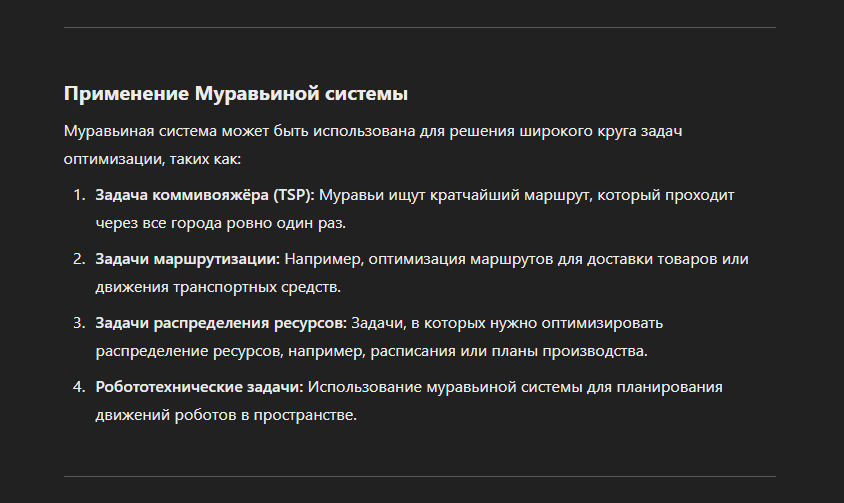 Применение Муравьиной системы
Муравьиная система может быть использована для решения широкого круга задач
оптимизации, таких как:
1. Задача коммивояжёра (TSP): Муравьи ищут кратчайший маршрут, который проходит
через все города ровно один раз.
2. Задачи маршрутизации: Например, оптимизация маршрутов для доставки товаров или
движения транспортных средств.
3. Задачи распределения ресурсов: Задачи, в которых нужно оптимизировать
распределение ресурсов, например, расписания или планы производства.
4. Робототехнические задачи: Использование муравьиной системы для планирования
движений роботов в пространстве.